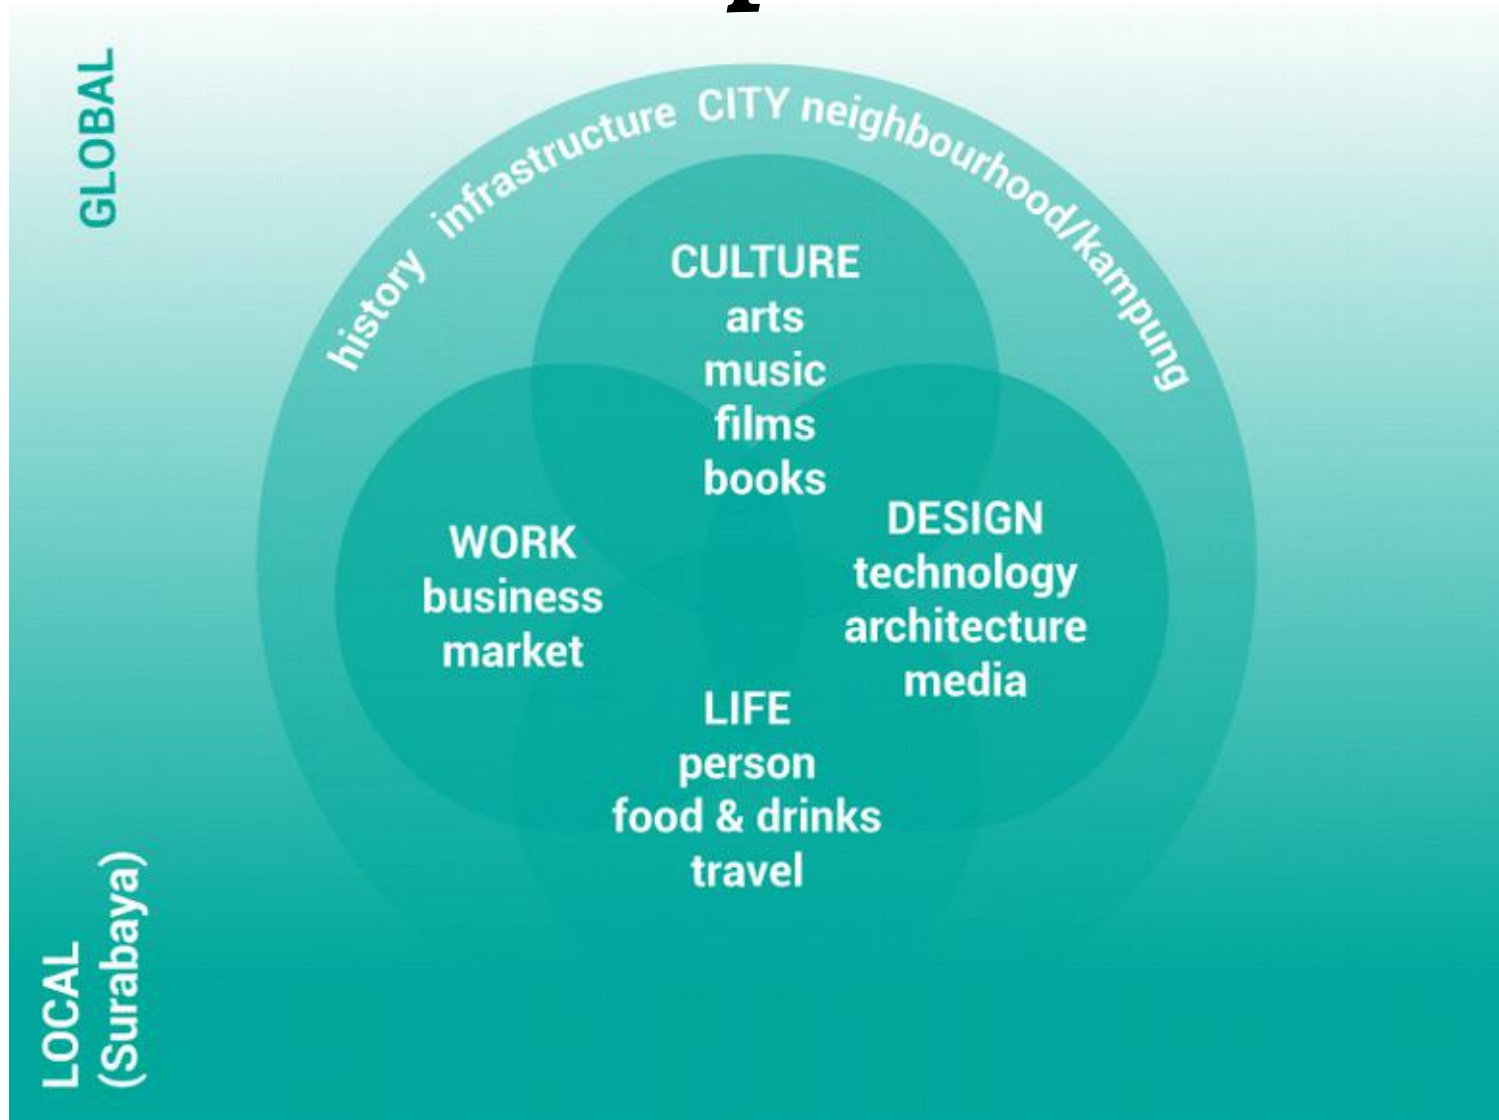 GLOBAL
history infrastructure CITY neighbourhood/kampung
CULTURE
arts
music
films
books
WORK
business
market
DESIGN
technology
architecture
media
LIFE
person
food & drinks
travel
LOCAL
(Surabaya)